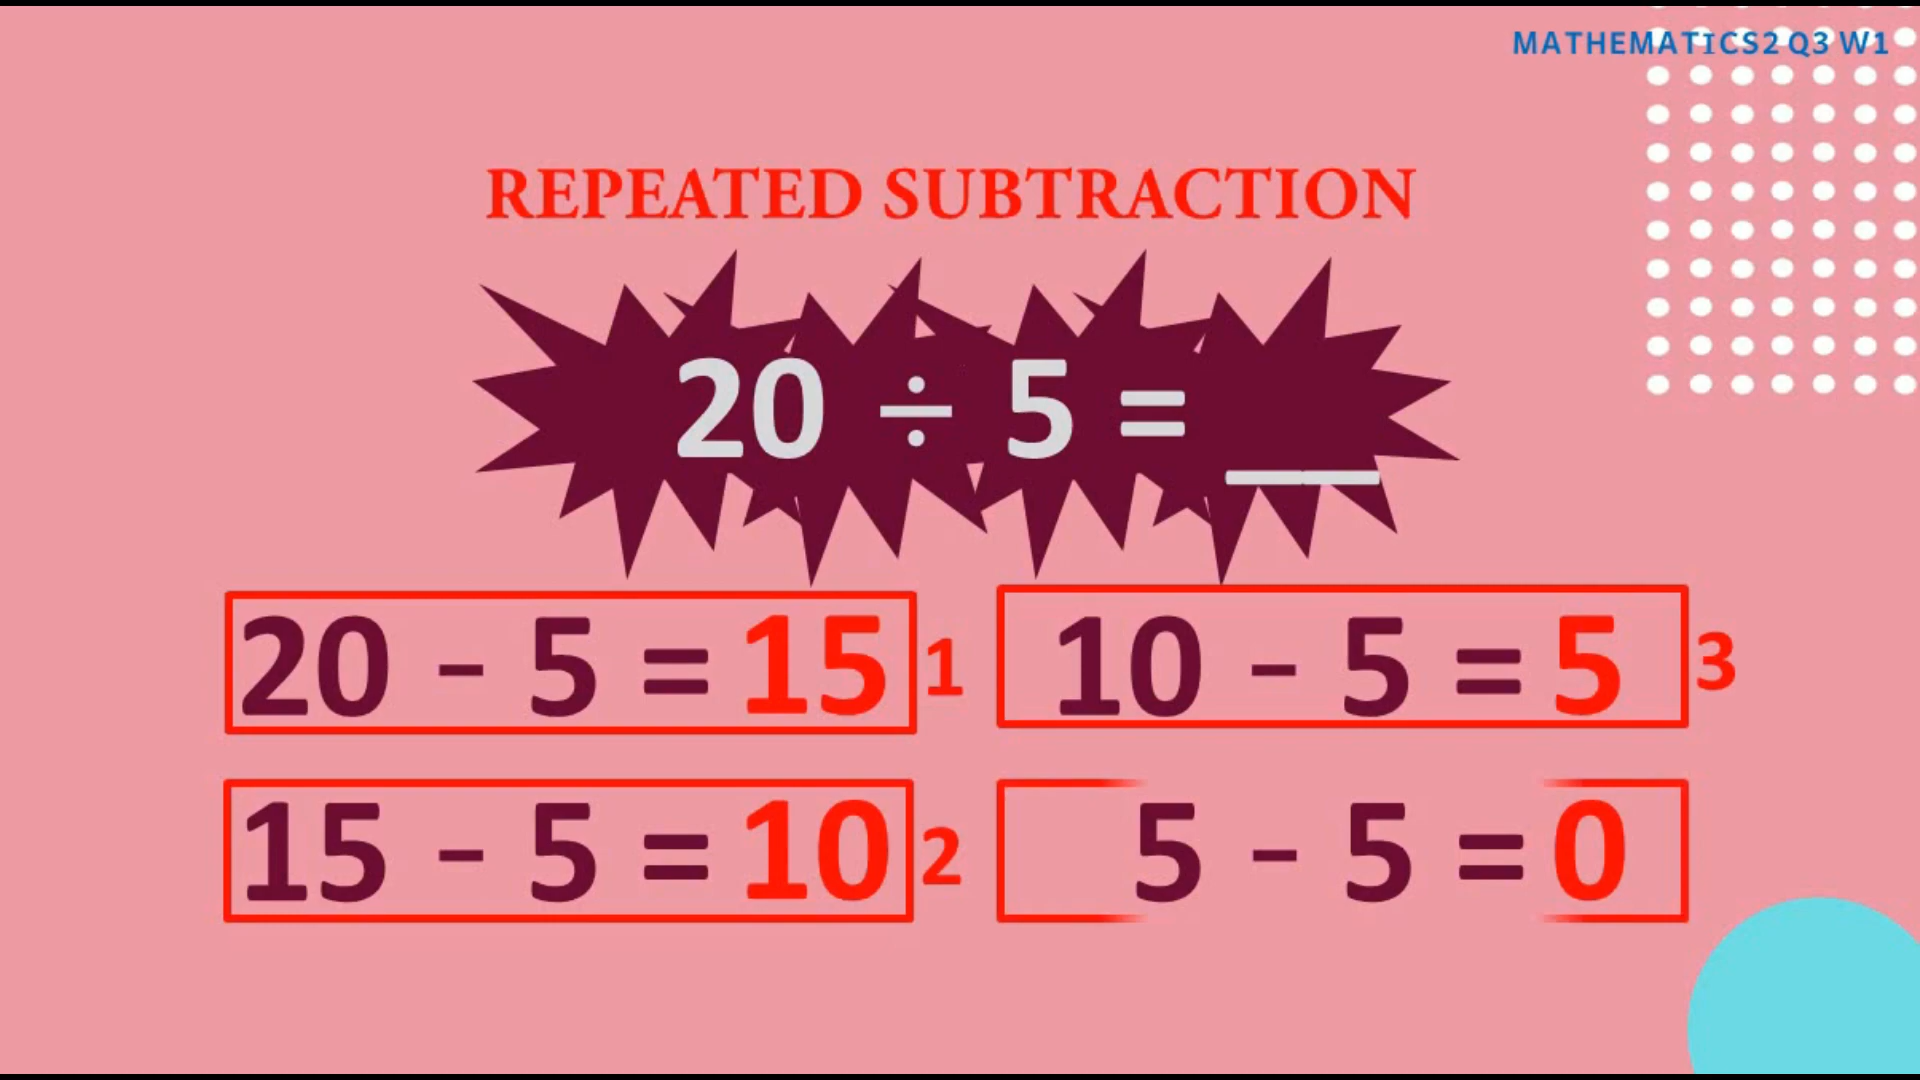 MATHEMATICS2 Q3 W1
REPEATED SUBTRACTION
20 ÷ 5 = __
20 - 5 = 15 1
15 - 5 = 10 2
10 - 5 = 5 3
5 - 5 = 0